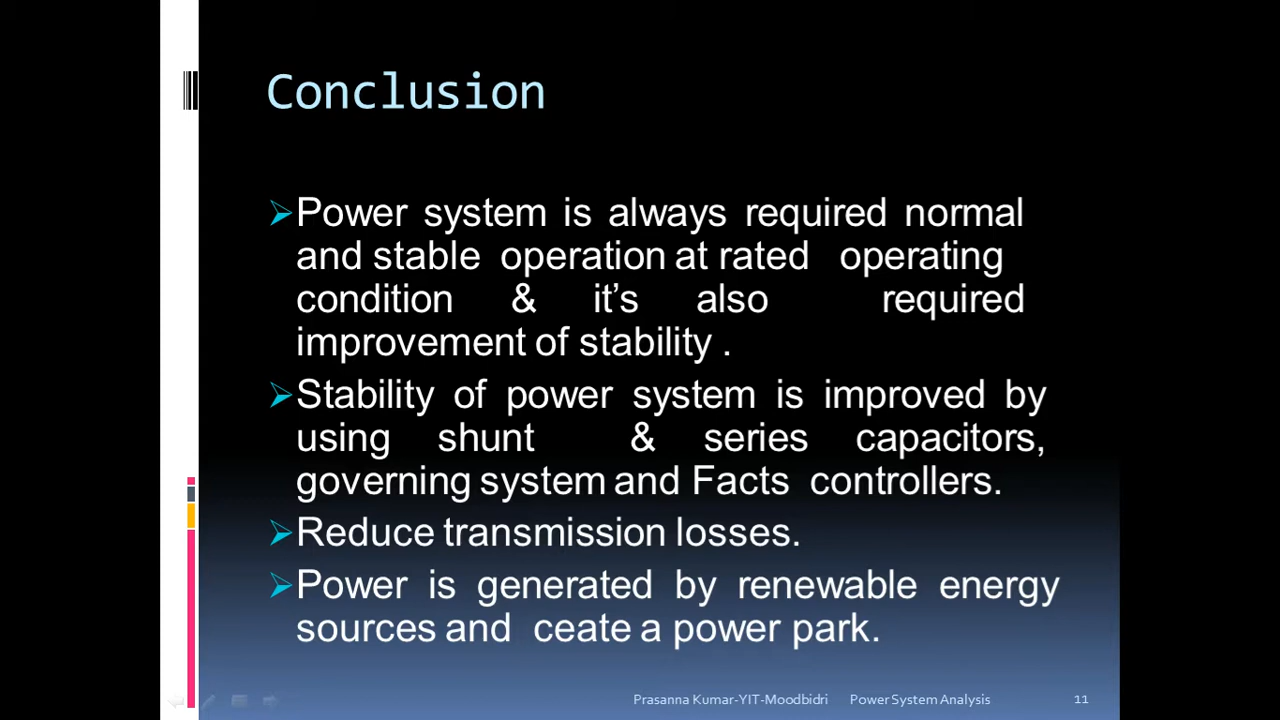 Conclusion
➢Power system is always required normal
and stable operation at rated operating
condition & it’s also required
improvement of stability .
➢Stability of power system is improved by
using shunt & series capacitors,
governing system and Facts controllers.
➢Reduce transmission losses.
➢Power is generated by renewable energy
sources and ceate a power park.
Prasanna Kumar-YIT-Moodbidri Power System Analysis 11